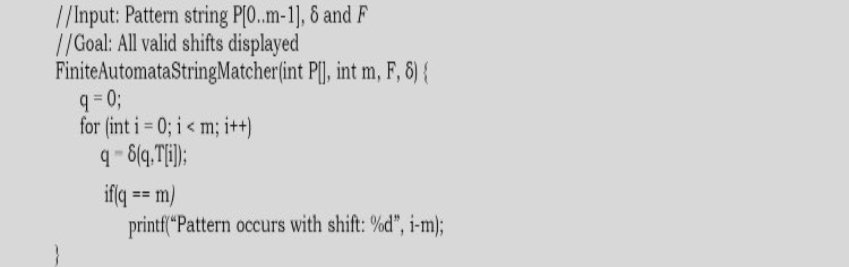 //Input: Pattern string P[0..m-1], δ and F
//Goal: All valid shifts displayed
FiniteAutomataStringMatcher(int P[], int m, F, δ) {
q = 0;
for (int i = 0; i < m; i++)
q = δ(q,T[i]);
if(q == m)
printf(“Pattern occurs with shift: %d”, i-m);
}